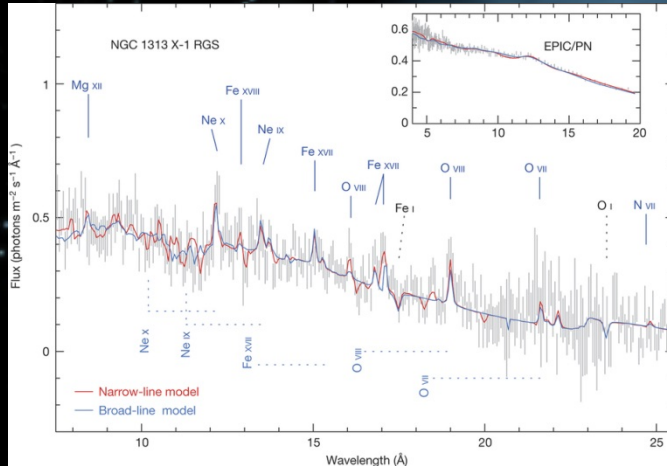 NGC 1313 X-1 RGS
EPIC/PN
0.6
0.4
0.2
0
4 5 10 15 20
Mg XII
Fe XVIII
Ne X
Ne IX
Fe XVII
O VIII
Fe XVII
Fe I
O VIII
O VII
O I
N VII
1
0.5
0
Flux (photons m⁻² s⁻¹ Å⁻¹)
Ne X
Ne IX
Fe XVII
O VIII
O VII
Narrow-line model
Broad-line model
10 15 20 25
Wavelength (Å)